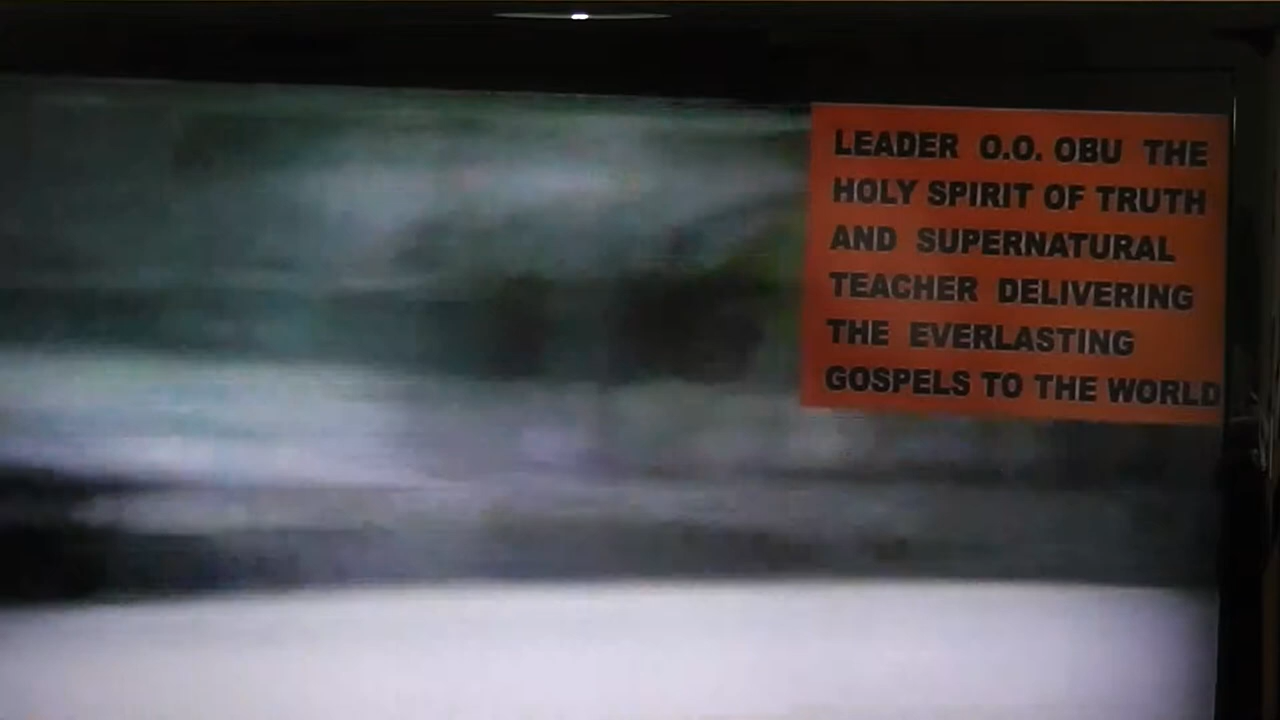 LEADER O.O. OBU THE
HOLY SPIRIT OF TRUTH
AND SUPERNATURAL
TEACHER DELIVERING
THE EVERLASTING
GOSPELS TO THE WORLD